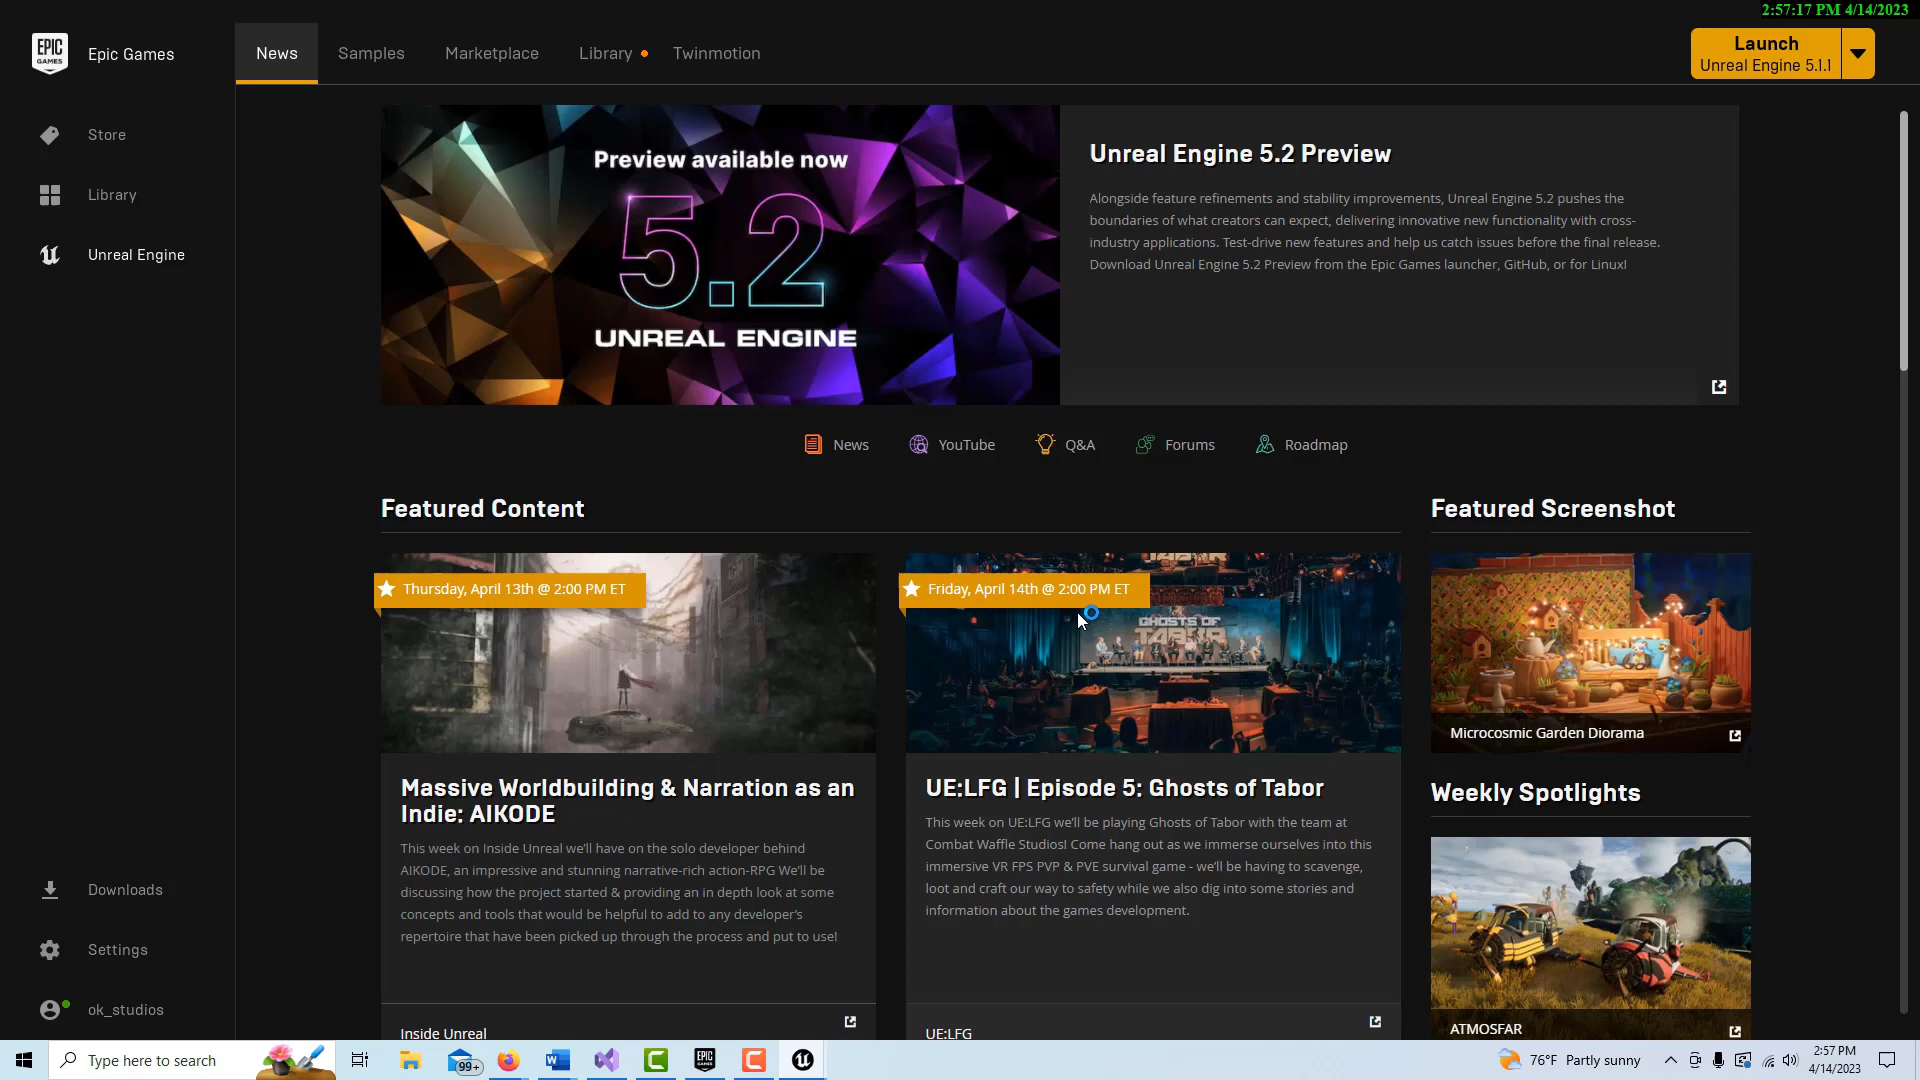 2:57:17 PM 4/14/2023
EPIC
GAMES
Epic Games
News
Samples
Marketplace
Library
Twinmotion
Launch
Unreal Engine 5.1.1
Store
Library
Unreal Engine
Preview available now
5.2
UNREAL ENGINE
Unreal Engine 5.2 Preview
Alongside feature refinements and stability improvements, Unreal Engine 5.2 pushes the
boundaries of what creators can expect, delivering innovative new functionality with cross-
industry applications. Test-drive new features and help us catch issues before the final release.
Download Unreal Engine 5.2 Preview from the Epic Games launcher, GitHub, or for Linux!
News
YouTube
Q&A
Forums
Roadmap
Featured Content
Thursday, April 13th @ 2:00 PM ET
Massive Worldbuilding & Narration as an
Indie: AIKODE
This week on Inside Unreal we'll have on the solo developer behind
AIKODE, an impressive and stunning narrative-rich action-RPG We'll be
discussing how the project started & providing an in depth look at some
concepts and tools that would be helpful to add to any developer's
repertoire that have been picked up through the process and put to use!
Inside Unreal
Friday, April 14th @ 2:00 PM ET
GHOSTS OF
TABOR
UE:LFG | Episode 5: Ghosts of Tabor
This week on UE:LFG we'll be playing Ghosts of Tabor with the team at
Combat Waffle Studios! Come hang out as we immerse ourselves into this
immersive VR FPS PVP & PVE survival game - we'll be having to scavenge,
loot and craft our way to safety while we also dig into some stories and
information about the games development.
UE:LFG
Featured Screenshot
Microcosmic Garden Diorama
Weekly Spotlights
ATMOSFAR
Downloads
Settings
ok_studios
Type here to search
99+
EPIC
GAMES
76°F Partly sunny
2:57 PM
4/14/2023